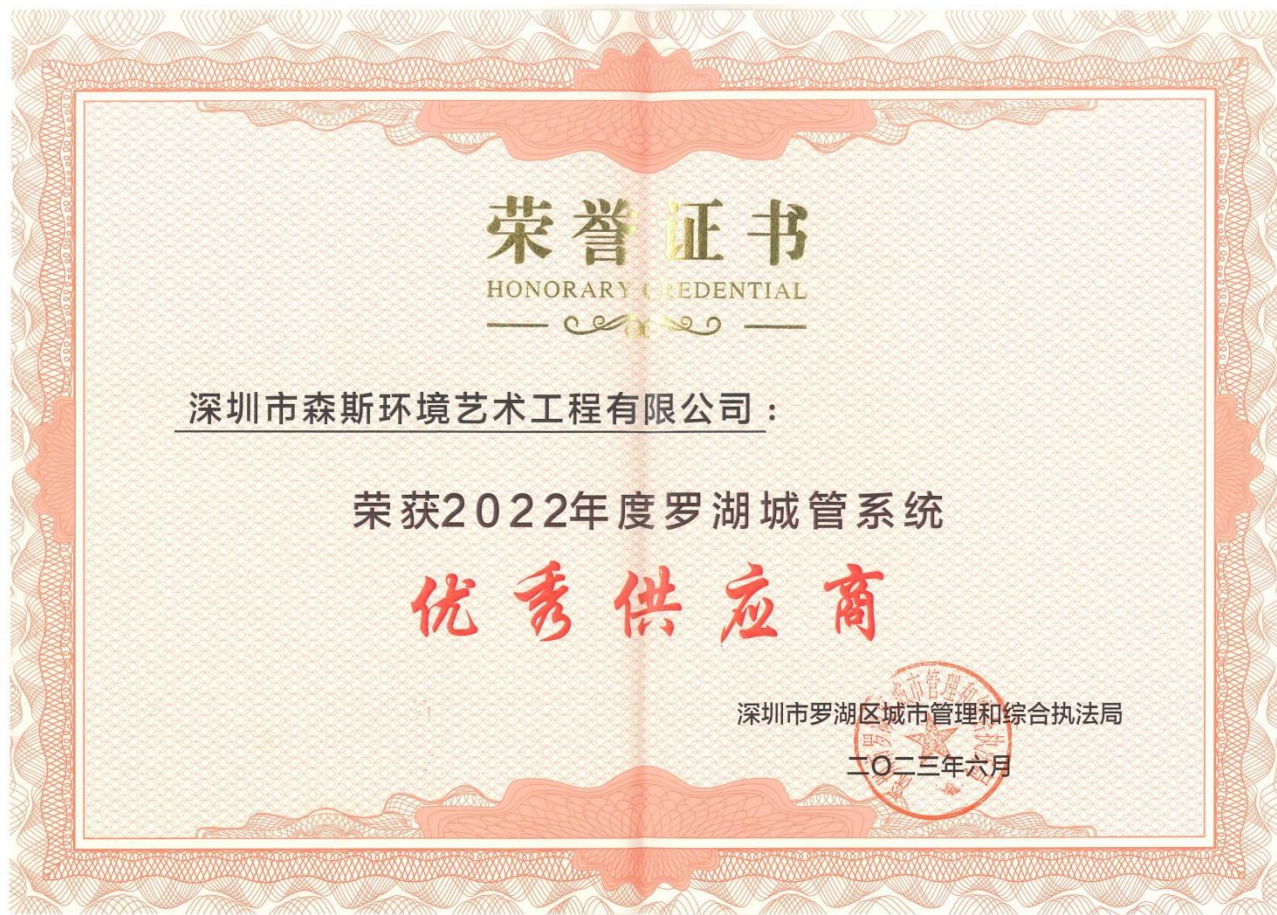 荣誉证书
HONORARY CREDENTIAL
深圳市森斯环境艺术工程有限公司：
荣获2022年度罗湖城管系统
优秀供应商
深圳市罗湖区城市管理和综合执法局
二〇二三年六月